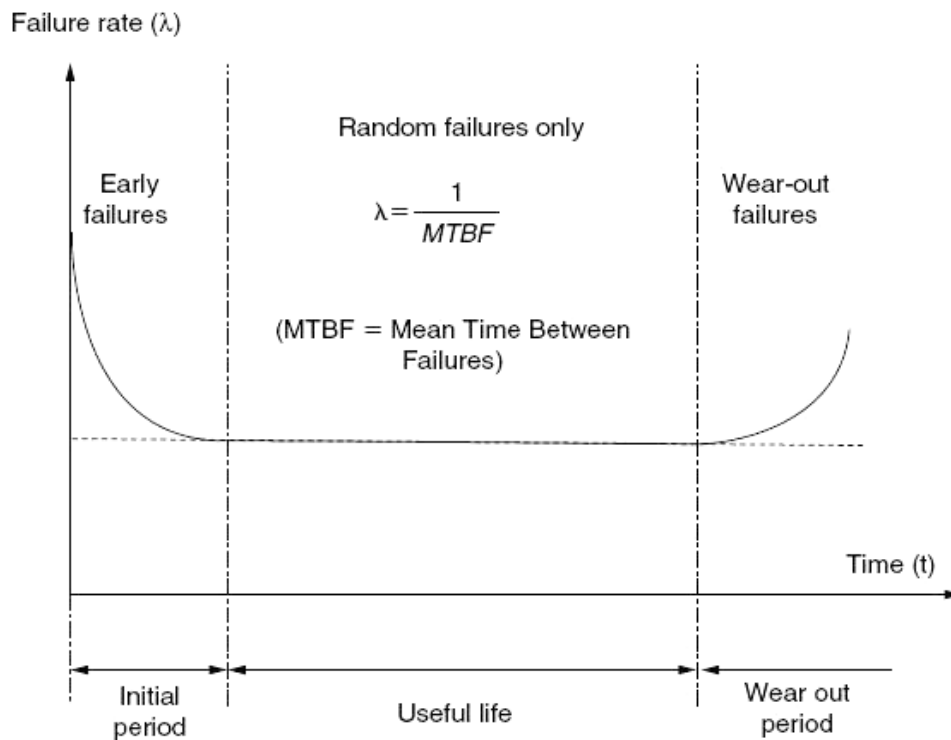 Failure rate (λ)
Random failures only
Early
failures
λ = 1 / MTBF
Wear-out
failures
(MTBF = Mean Time Between
Failures)
Time (t)
Initial
period
Useful life
Wear out
period